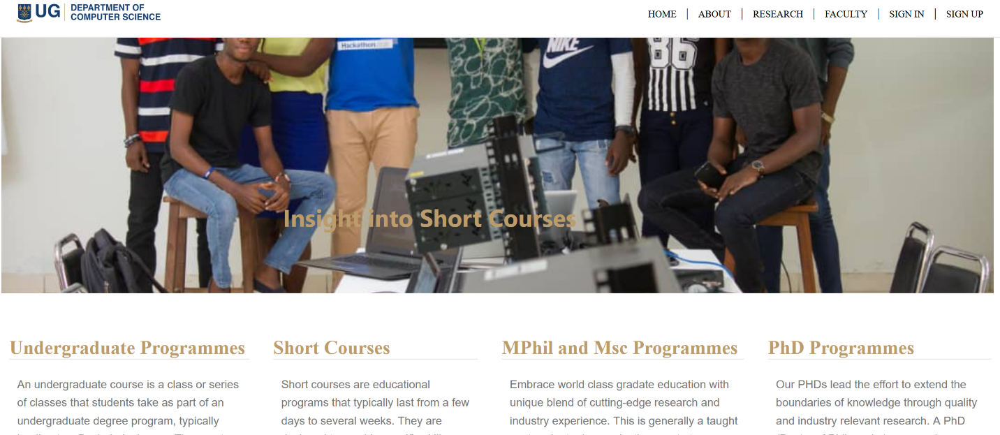 UG
DEPARTMENT OF
COMPUTER SCIENCE
HOME ABOUT RESEARCH FACULTY SIGN IN SIGN UP
Hackathon
NIKE
86
Insight into Short Courses
Undergraduate Programmes
An undergraduate course is a class or series
of classes that students take as part of an
undergraduate degree program, typically
Short Courses
Short courses are educational
programs that typically last from a few
days to several weeks. They are
MPhil and Msc Programmes
Embrace world class gradate education with
unique blend of cutting-edge research and
industry experience. This is generally a taught
PhD Programmes
Our PHDs lead the effort to extend the
boundaries of knowledge through quality
and industry relevant research. A PhD